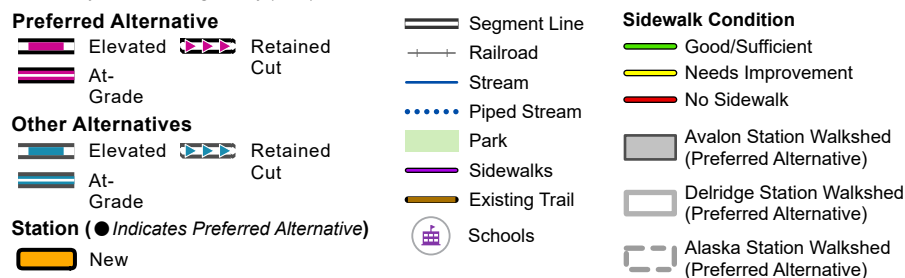 Preferred Alternative
Elevated
Retained
Cut
At-
Grade
Other Alternatives
Elevated
Retained
Cut
At-
Grade
Station (●Indicates Preferred Alternative)
New
Segment Line
Railroad
Stream
Piped Stream
Park
Sidewalks
Existing Trail
Schools
Sidewalk Condition
Good/Sufficient
Needs Improvement
No Sidewalk
Avalon Station Walkshed
(Preferred Alternative)
Delridge Station Walkshed
(Preferred Alternative)
Alaska Station Walkshed
(Preferred Alternative)